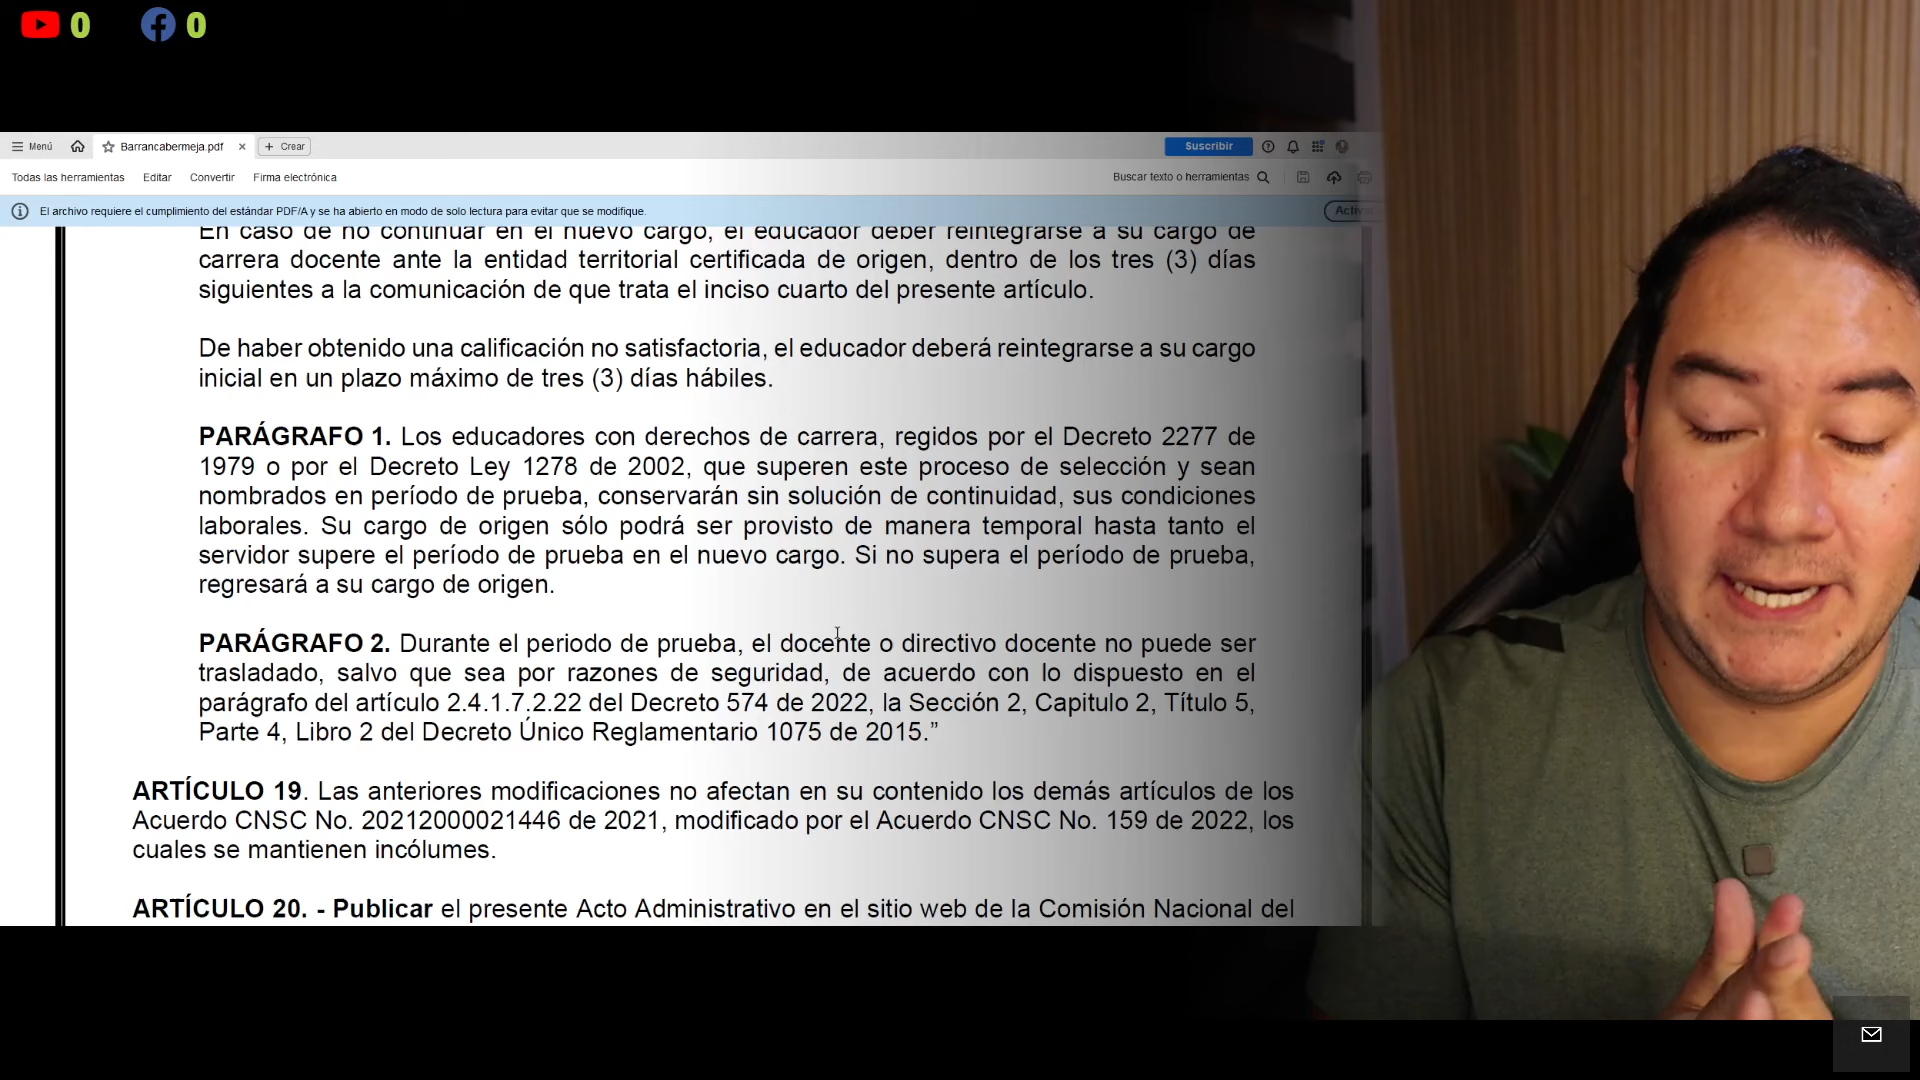 0 0
Menú Barrancabermeja.pdf × + Crear Suscribir
Todas las herramientas Editar Convertir Firma electrónica Buscar texto o herramientas
El archivo requiere el cumplimiento del estándar PDF/A y se ha abierto en modo de solo lectura para evitar que se modifique.
En caso de no continuar en el nuevo cargo, el educador deber reintegrarse a su cargo de
carrera docente ante la entidad territorial certificada de origen, dentro de los tres (3) días
siguientes a la comunicación de que trata el inciso cuarto del presente artículo.
De haber obtenido una calificación no satisfactoria, el educador deberá reintegrarse a su cargo
inicial en un plazo máximo de tres (3) días hábiles.
PARÁGRAFO 1. Los educadores con derechos de carrera, regidos por el Decreto 2277 de
1979 o por el Decreto Ley 1278 de 2002, que superen este proceso de selección y sean
nombrados en período de prueba, conservarán sin solución de continuidad, sus condiciones
laborales. Su cargo de origen sólo podrá ser provisto de manera temporal hasta tanto el
servidor supere el período de prueba en el nuevo cargo. Si no supera el período de prueba,
regresará a su cargo de origen.
PARÁGRAFO 2. Durante el periodo de prueba, el docente o directivo docente no puede ser
trasladado, salvo que sea por razones de seguridad, de acuerdo con lo dispuesto en el
parágrafo del artículo 2.4.1.7.2.22 del Decreto 574 de 2022, la Sección 2, Capitulo 2, Título 5,
Parte 4, Libro 2 del Decreto Único Reglamentario 1075 de 2015.”
ARTÍCULO 19. Las anteriores modificaciones no afectan en su contenido los demás artículos de los
Acuerdo CNSC No. 20212000021446 de 2021, modificado por el Acuerdo CNSC No. 159 de 2022, los
cuales se mantienen incólumes.
ARTÍCULO 20. - Publicar el presente Acto Administrativo en el sitio web de la Comisión Nacional del